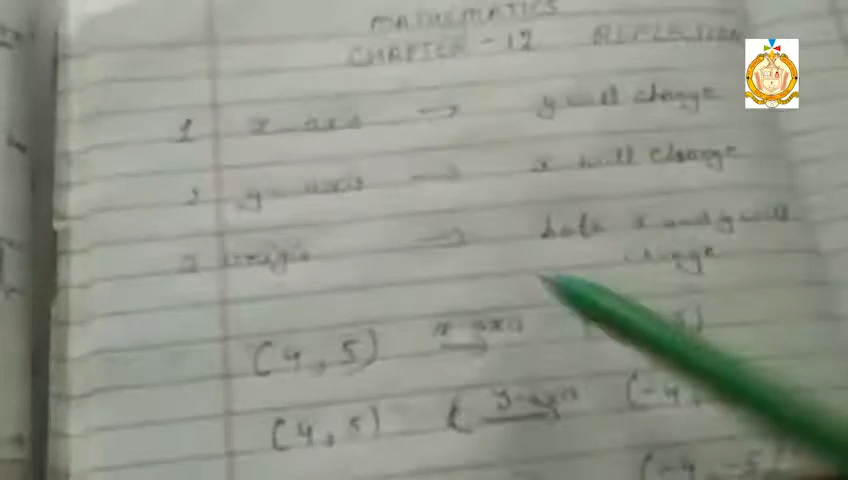 MATHEMATICS
CHAPTER - 12 REFLECTION
1 x axis → y will change
2 y-axis → x will change
3 origin → both x and y will
change
(4, 5) x axis →
(4, 5) ( y-axis → (-4,
(-4, -5)